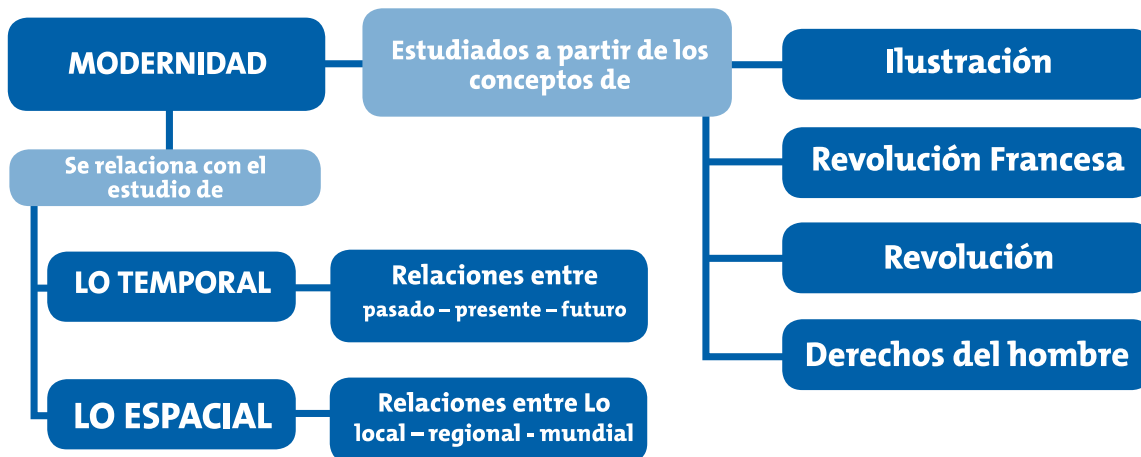 MODERNIDAD
Estudiados a partir de los
conceptos de
Ilustración
Revolución Francesa
Revolución
Derechos del hombre
Se relaciona con el
estudio de
LO TEMPORAL
Relaciones entre
pasado – presente – futuro
LO ESPACIAL
Relaciones entre Lo
local – regional - mundial